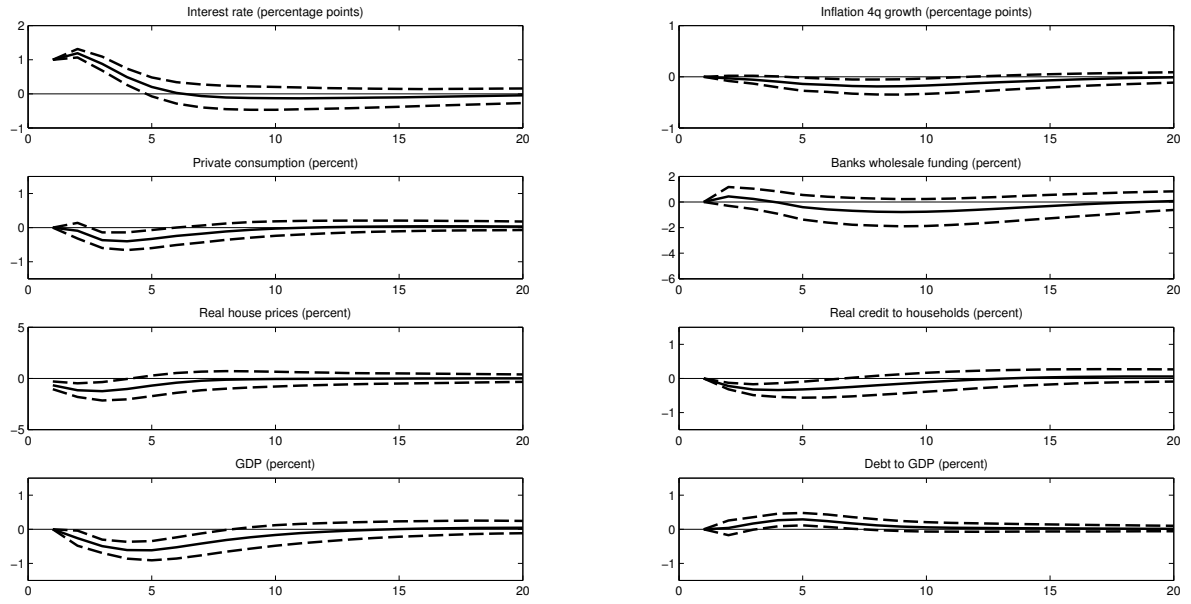 Interest rate (percentage points)
2
1
0
−1
0 5 10 15 20
Inflation 4q growth (percentage points)
1
0
−1
0 5 10 15 20
Private consumption (percent)
1
0
−1
0 5 10 15 20
Banks wholesale funding (percent)
2
0
−2
−4
−6
0 5 10 15 20
Real house prices (percent)
5
0
−5
0 5 10 15 20
Real credit to households (percent)
1
0
−1
0 5 10 15 20
GDP (percent)
1
0
−1
0 5 10 15 20
Debt to GDP (percent)
1
0
−1
0 5 10 15 20